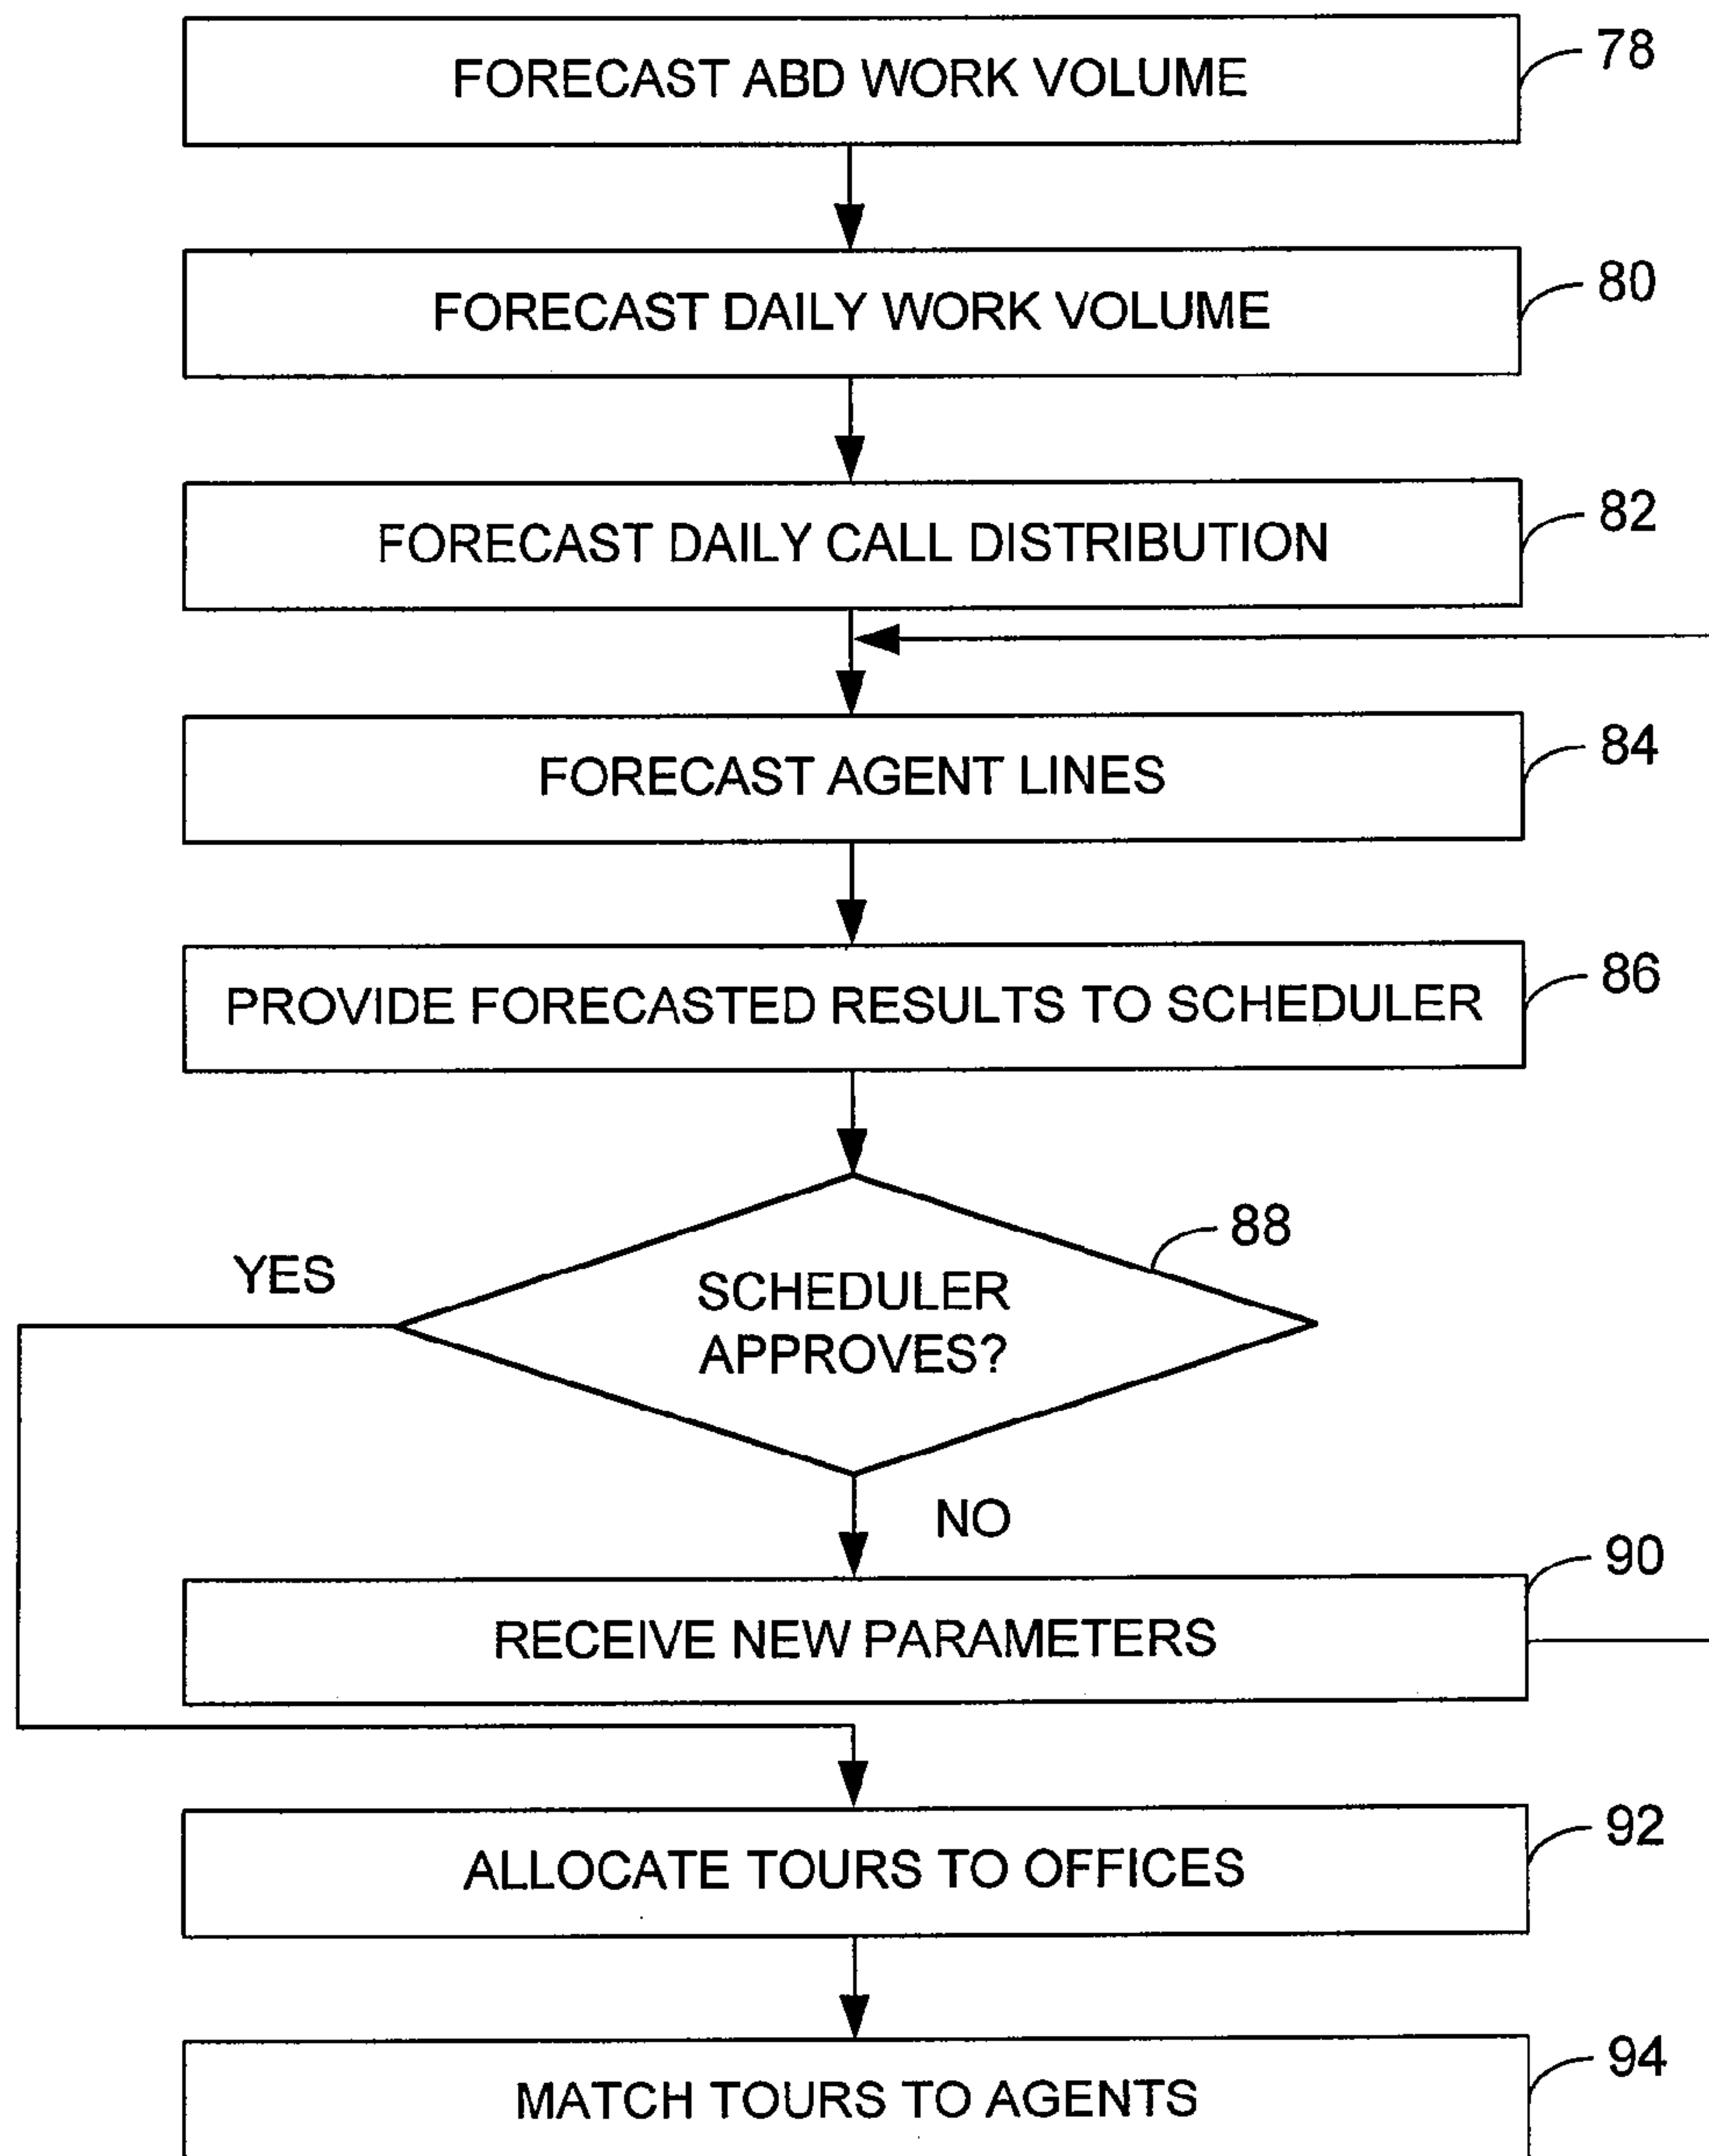 FORECAST ABD WORK VOLUME
78
FORECAST DAILY WORK VOLUME
80
FORECAST DAILY CALL DISTRIBUTION
82
FORECAST AGENT LINES
84
PROVIDE FORECASTED RESULTS TO SCHEDULER
86
SCHEDULER
APPROVES?
88
YES
NO
RECEIVE NEW PARAMETERS
90
ALLOCATE TOURS TO OFFICES
92
MATCH TOURS TO AGENTS
94